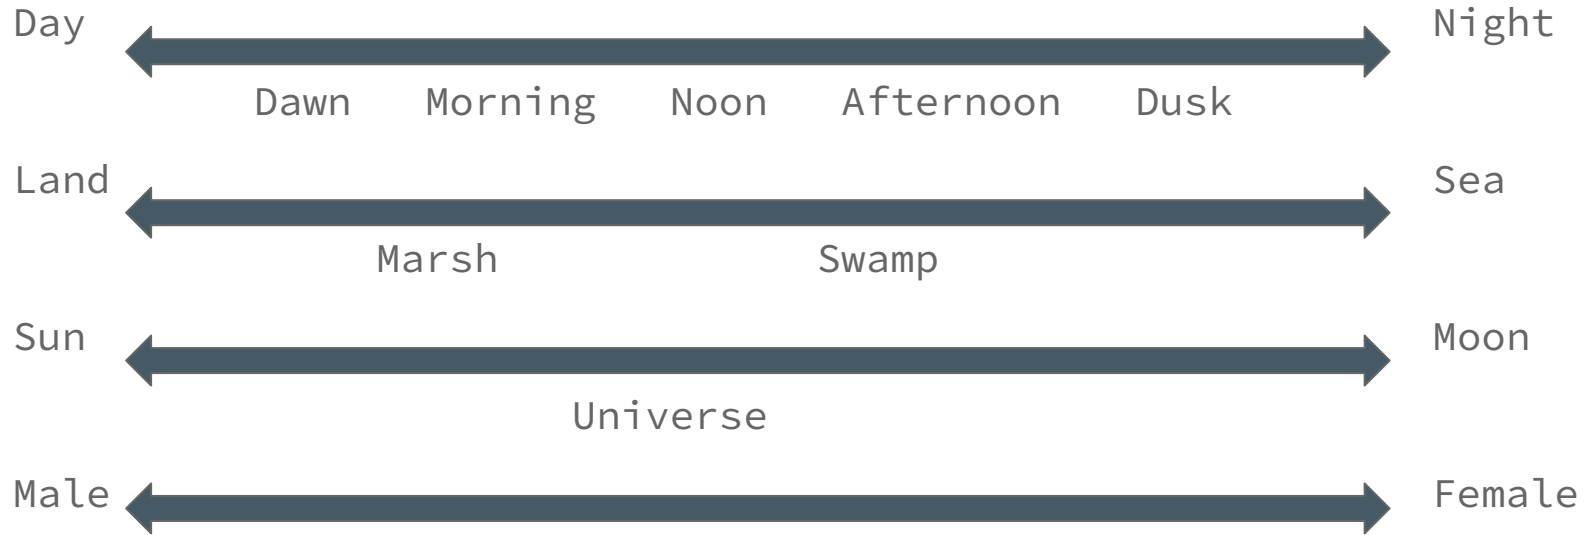 Day Night
Dawn Morning Noon Afternoon Dusk
Land Sea
Marsh Swamp
Sun Moon
Universe
Male Female